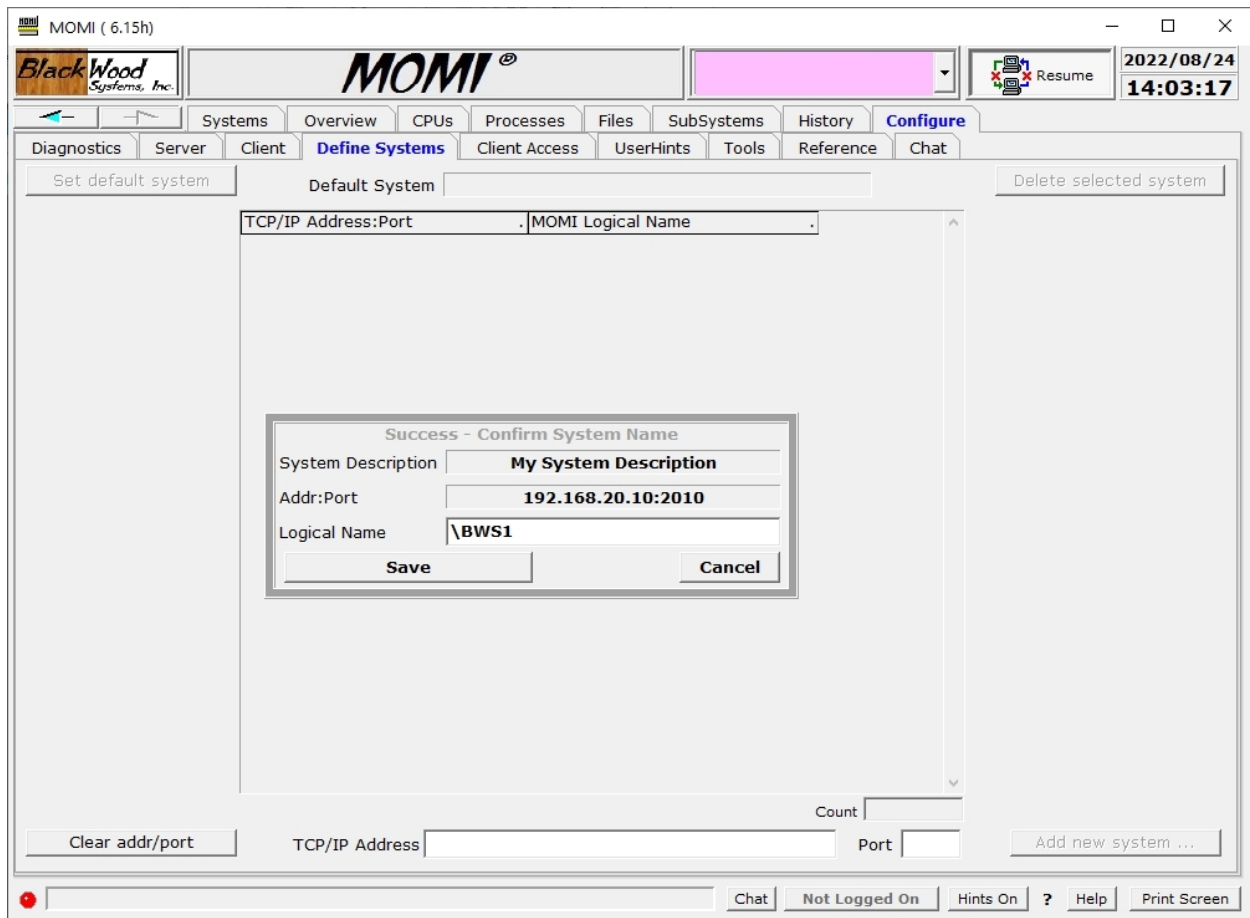 MOMI ( 6.15h)
BlackWood
Systems, Inc.
MOMI ®
Resume
2022/08/24
14:03:17
Systems Overview CPUs Processes Files SubSystems History Configure
Diagnostics Server Client Define Systems Client Access UserHints Tools Reference Chat
Set default system
Default System
Delete selected system
TCP/IP Address:Port . MOMI Logical Name .
Success - Confirm System Name
System Description My System Description
Addr:Port 192.168.20.10:2010
Logical Name \BWS1
Save Cancel
Count
Clear addr/port TCP/IP Address Port Add new system ...
Chat Not Logged On Hints On ? Help Print Screen